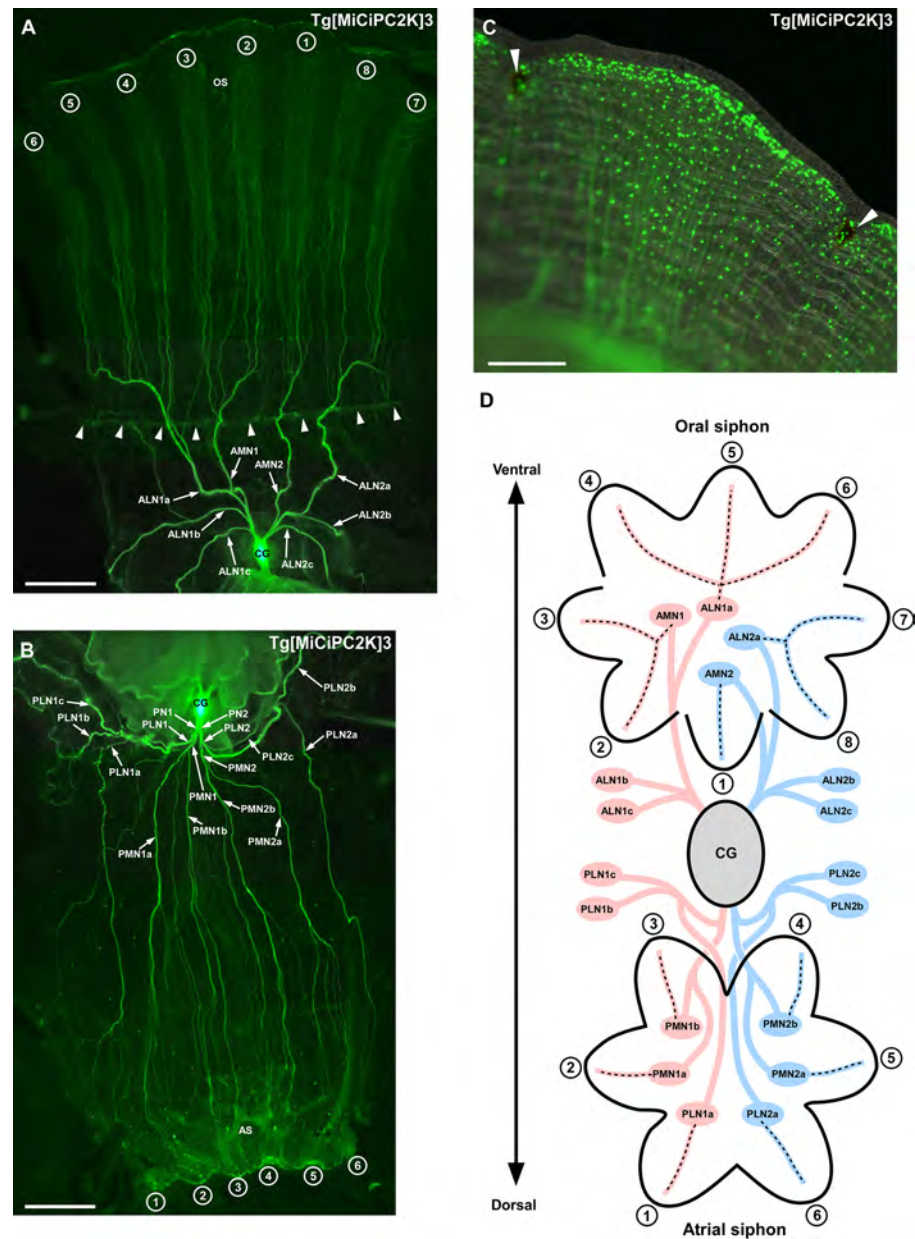 A
Tg[MiCiPC2K]3
① ② ③ ④ ⑤ ⑥ ⑦ ⑧
OS
AMN1
AMN2
ALN2a
ALN1a
ALN2b
ALN1b
CG
ALN1c
ALN2c
B
Tg[MiCiPC2K]3
PLN2b
CG
PLN1c
PN1
PN2
PLN1b
PLN1
PLN2
PLN2a
PLN1a
PMN2
PLN2c
PMN1
PMN2b
PMN1b
PMN2a
PMN1a
AS
① ② ③ ④ ⑤ ⑥
C
Tg[MiCiPC2K]3
D
Oral siphon
Ventral
⑤
④
⑥
③
AMN1
ALN1a
ALN2a
⑦
AMN2
②
①
⑧
ALN1b
ALN2b
ALN1c
ALN2c
CG
PLN1c
PLN2c
PLN1b
PLN2b
③
④
PMN1b
PMN2b
②
PMN1a
PMN2a
⑤
PLN1a
PLN2a
Dorsal
①
⑥
Atrial siphon